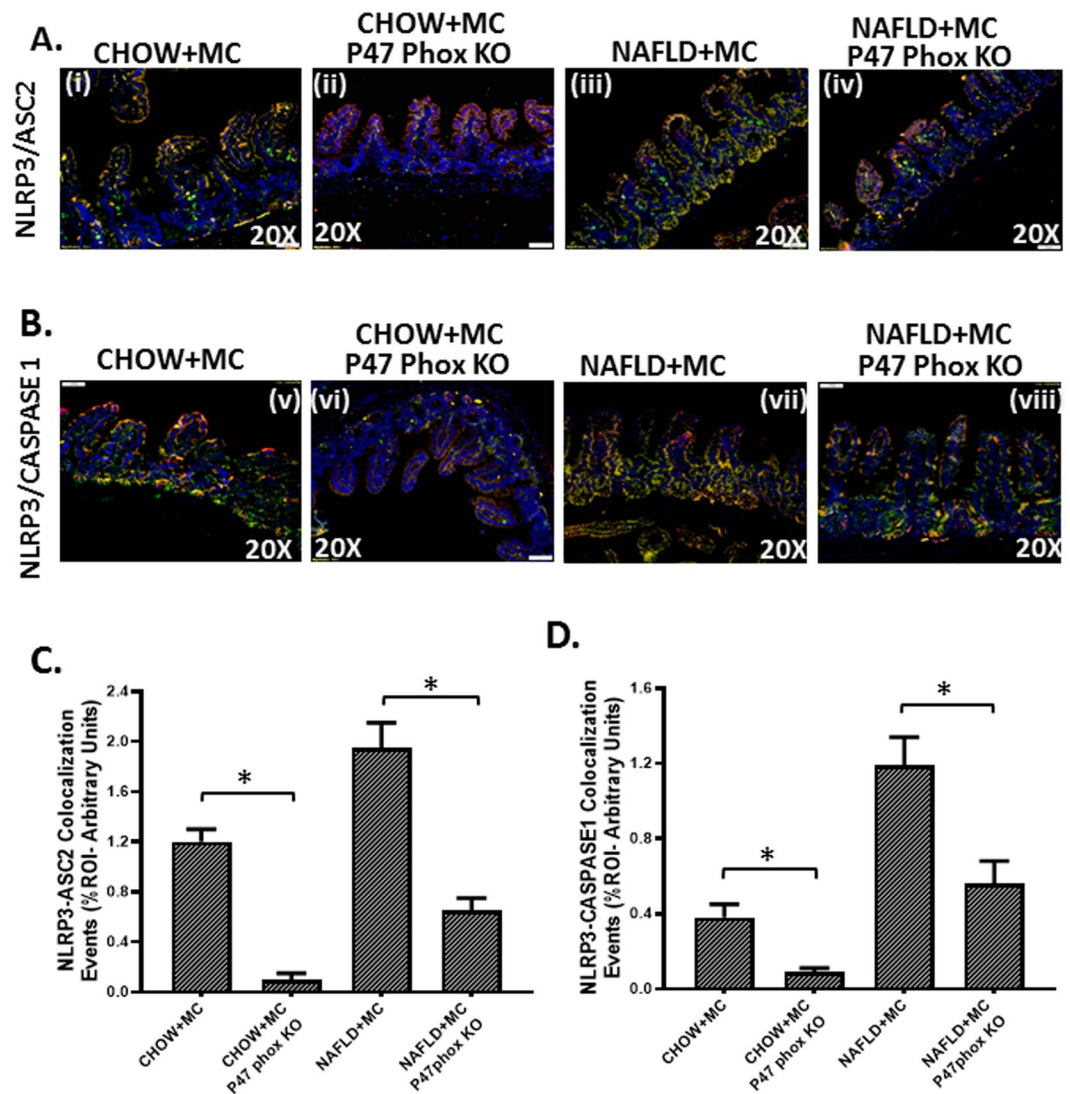 A.
CHOW+MC
CHOW+MC
P47 Phox KO
NAFLD+MC
NAFLD+MC
P47 Phox KO
NLRP3/ASC2
(i)
(ii)
(iii)
(iv)
20X
20X
20X
20X
B.
CHOW+MC
CHOW+MC
P47 Phox KO
NAFLD+MC
NAFLD+MC
P47 Phox KO
NLRP3/CASPASE 1
(v)
(vi)
(vii)
(viii)
20X
20X
20X
20X
C.
NLRP3-ASC2 Colocalization
Events (%ROI- Arbitrary Units)
2.4
2.0
1.6
1.2
0.8
0.4
0.0
*
*
CHOW+MC
CHOW+MC
P47 phox KO
NAFLD+MC
NAFLD+MC
P47phox KO
D.
NLRP3-CASPASE1 Colocalization
Events (%ROI- Arbitrary Units)
1.6
1.2
0.8
0.4
0.0
*
*
CHOW+MC
CHOW+MC
P47 phox KO
NAFLD+MC
NAFLD+MC
P47phox KO